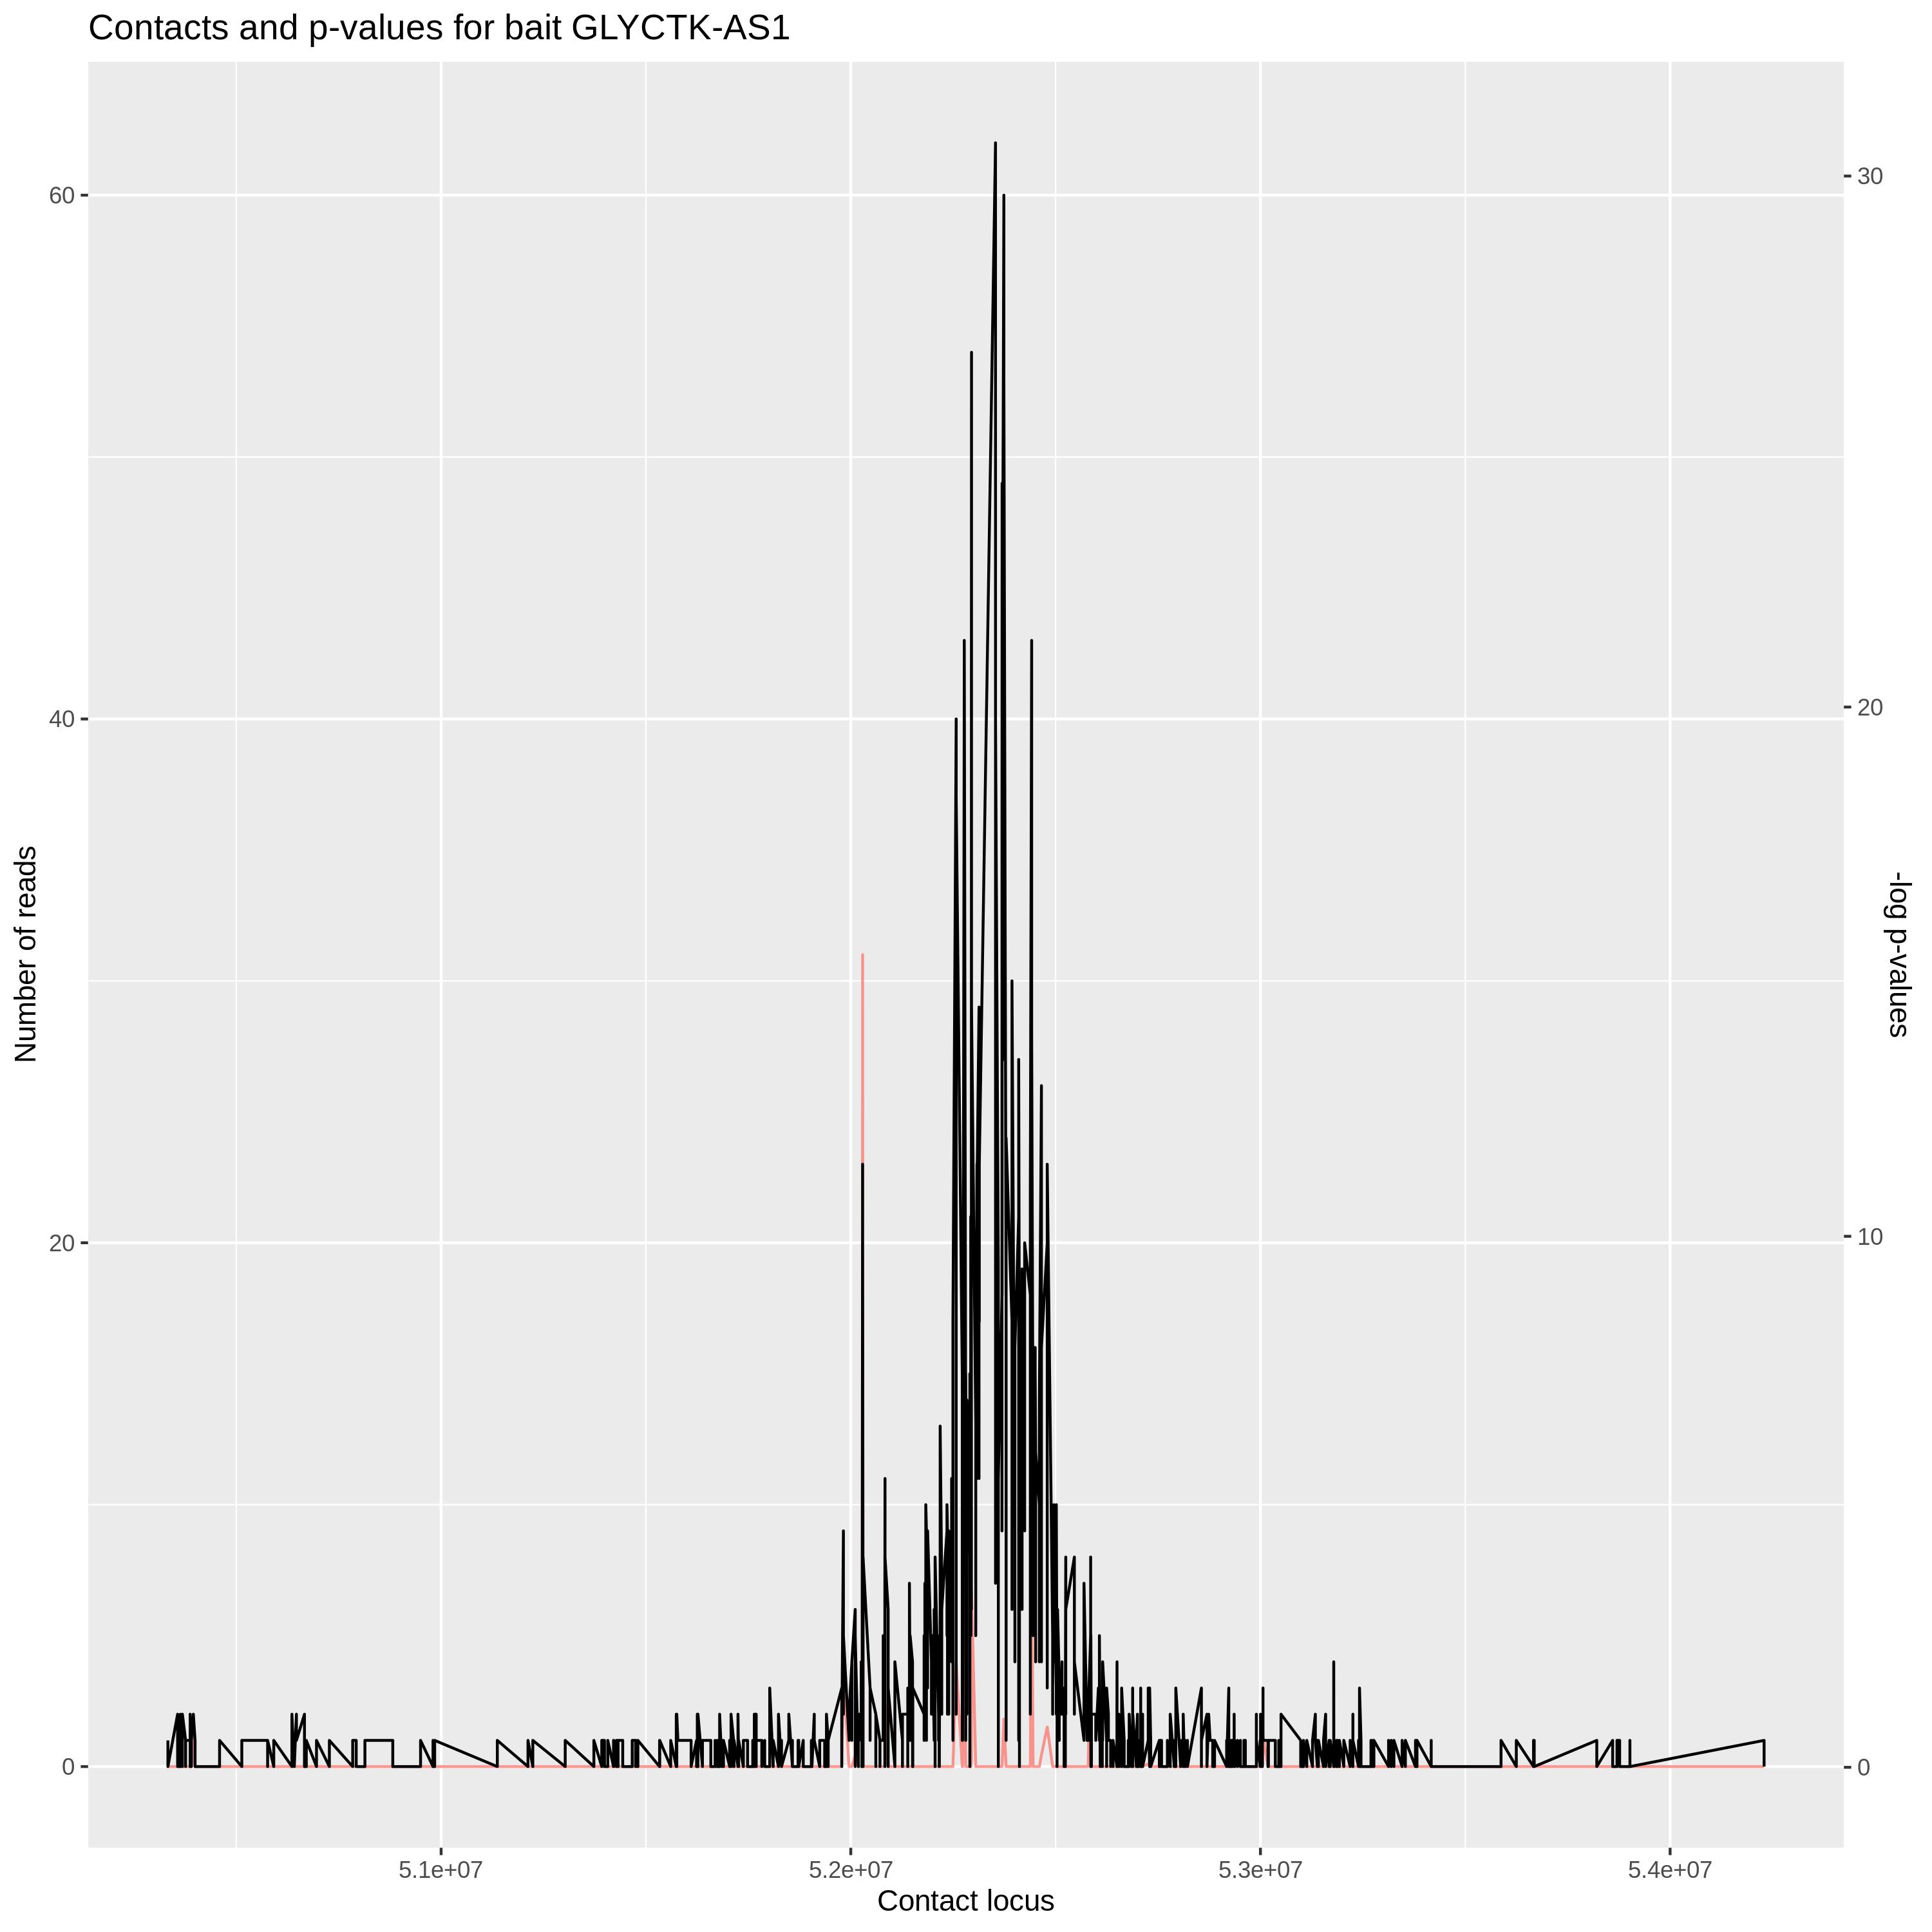 Contacts and p-values for bait GLYCTK-AS1
60
40
20
0
30
20
10
0
Number of reads
-log p-values
5.1e+07 5.2e+07 5.3e+07 5.4e+07
Contact locus